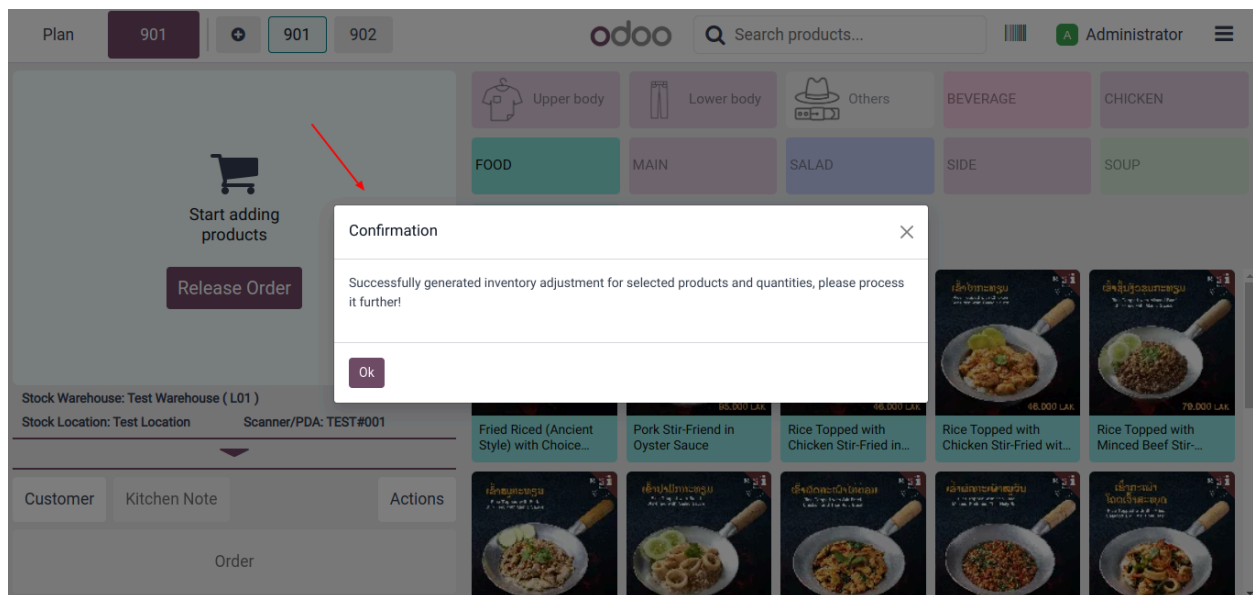 Plan
901
901
902
odoo
Search products...
A
Administrator
Upper body
Lower body
Others
BEVERAGE
CHICKEN
FOOD
MAIN
SALAD
SIDE
SOUP
Start adding
products
Release Order
Confirmation
Successfully generated inventory adjustment for selected products and quantities, please process
it further!
Ok
Stock Warehouse: Test Warehouse ( L01 )
Stock Location: Test Location
Scanner/PDA: TEST#001
Customer
Kitchen Note
Actions
Order
95.000 LAK
46.000 LAK
46.000 LAK
79.000 LAK
Fried Riced (Ancient
Style) with Choice...
Pork Stir-Friend in
Oyster Sauce
Rice Topped with
Chicken Stir-Fried in...
Rice Topped with
Chicken Stir-Fried wit...
Rice Topped with
Minced Beef Stir-...